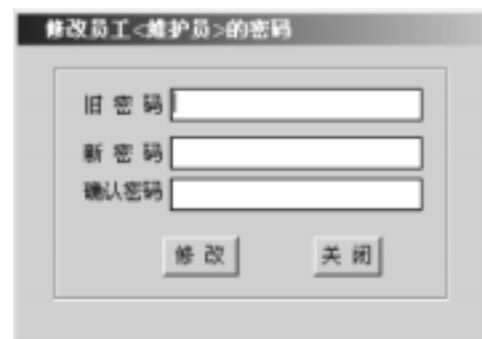 修改员工<维护员>的密码
旧 密 码
新 密 码
确认密码
修 改 关 闭